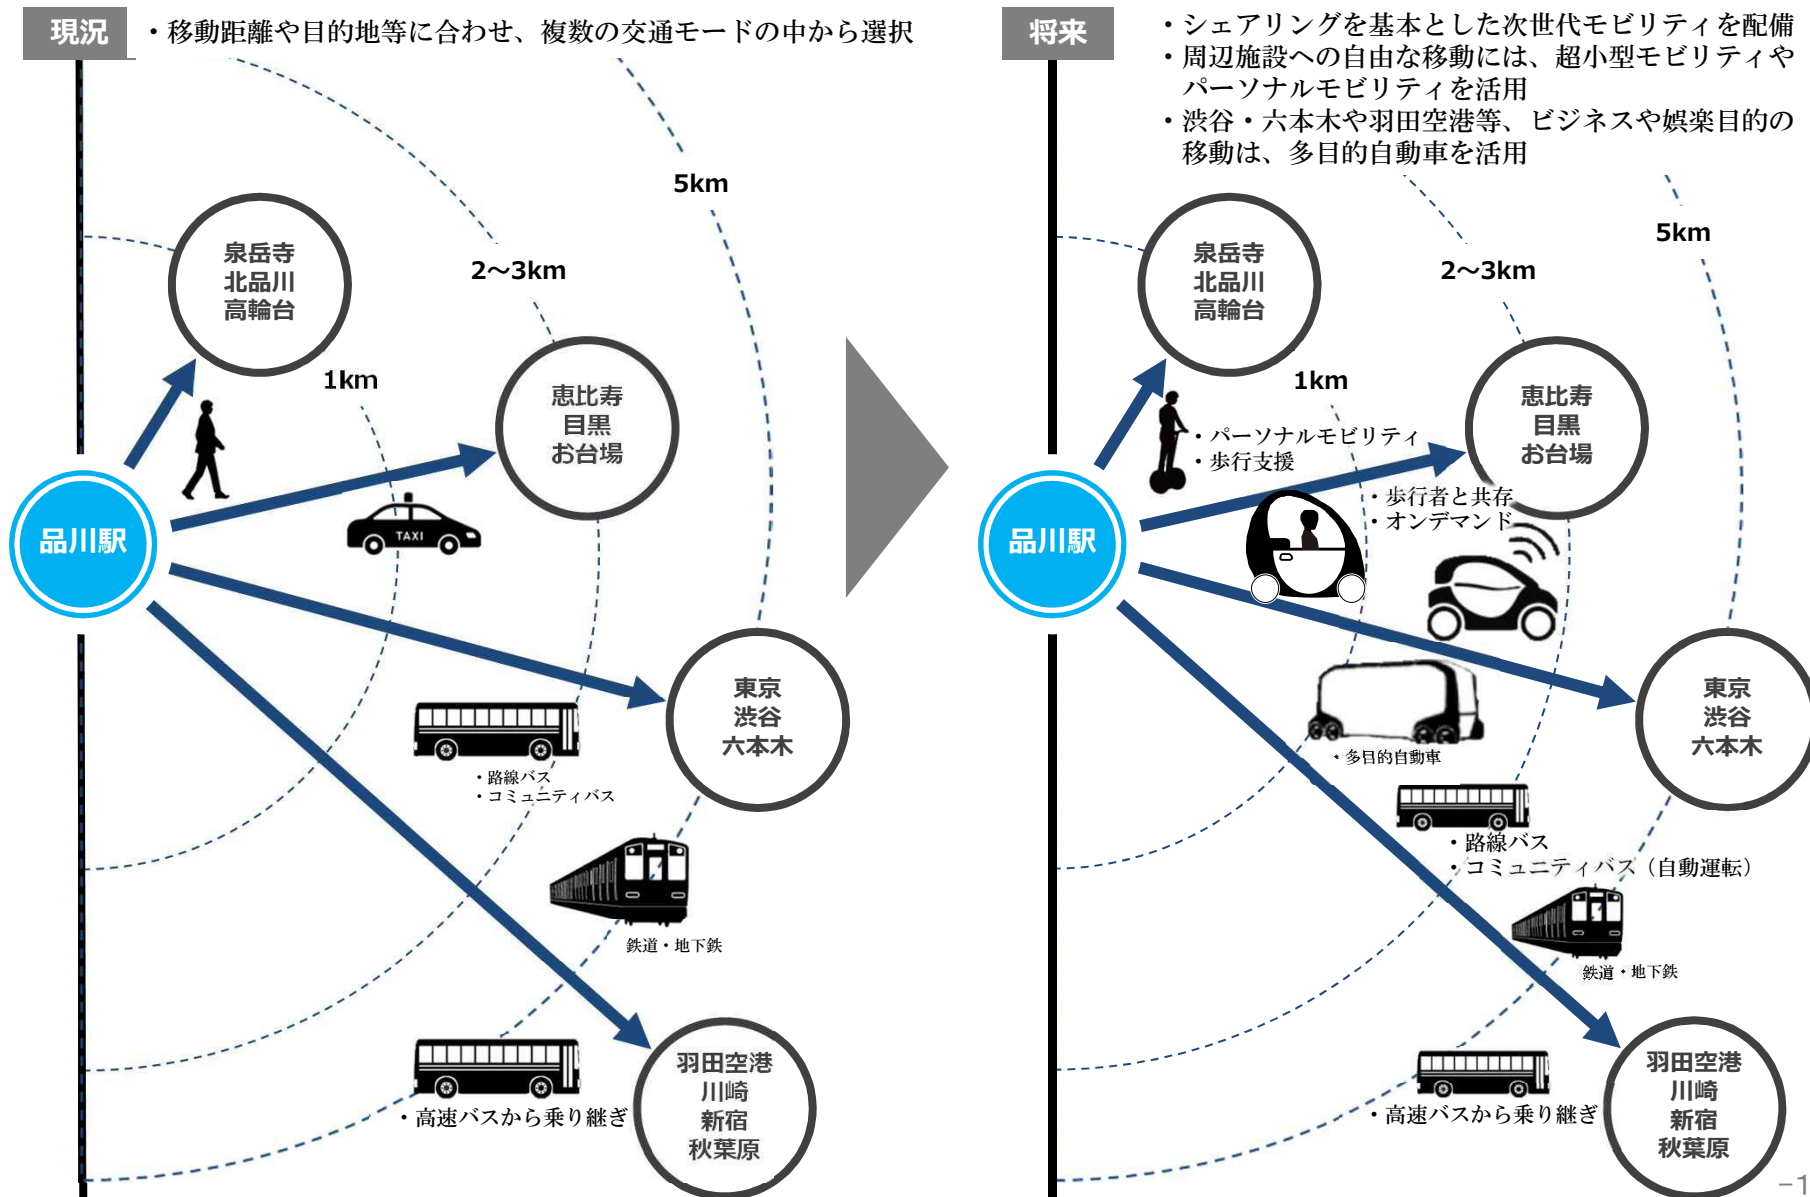 現況
・移動距離や目的地等に合わせ、複数の交通モードの中から選択
5km
2～3km
1km
泉岳寺
北品川
高輪台
恵比寿
目黒
お台場
品川駅
TAXI
東京
渋谷
六本木
・路線バス
・コミュニティバス
鉄道・地下鉄
・高速バスから乗り継ぎ
羽田空港
川崎
新宿
秋葉原
将来
・シェアリングを基本とした次世代モビリティを配備
・周辺施設への自由な移動には、超小型モビリティや
パーソナルモビリティを活用
・渋谷・六本木や羽田空港等、ビジネスや娯楽目的の
移動は、多目的自動車を活用
5km
2～3km
1km
泉岳寺
北品川
高輪台
恵比寿
目黒
お台場
・パーソナルモビリティ
・歩行支援
・歩行者と共存
・オンデマンド
品川駅
東京
渋谷
六本木
・多目的自動車
・路線バス
・コミュニティバス（自動運転）
鉄道・地下鉄
・高速バスから乗り継ぎ
羽田空港
川崎
新宿
秋葉原
-1